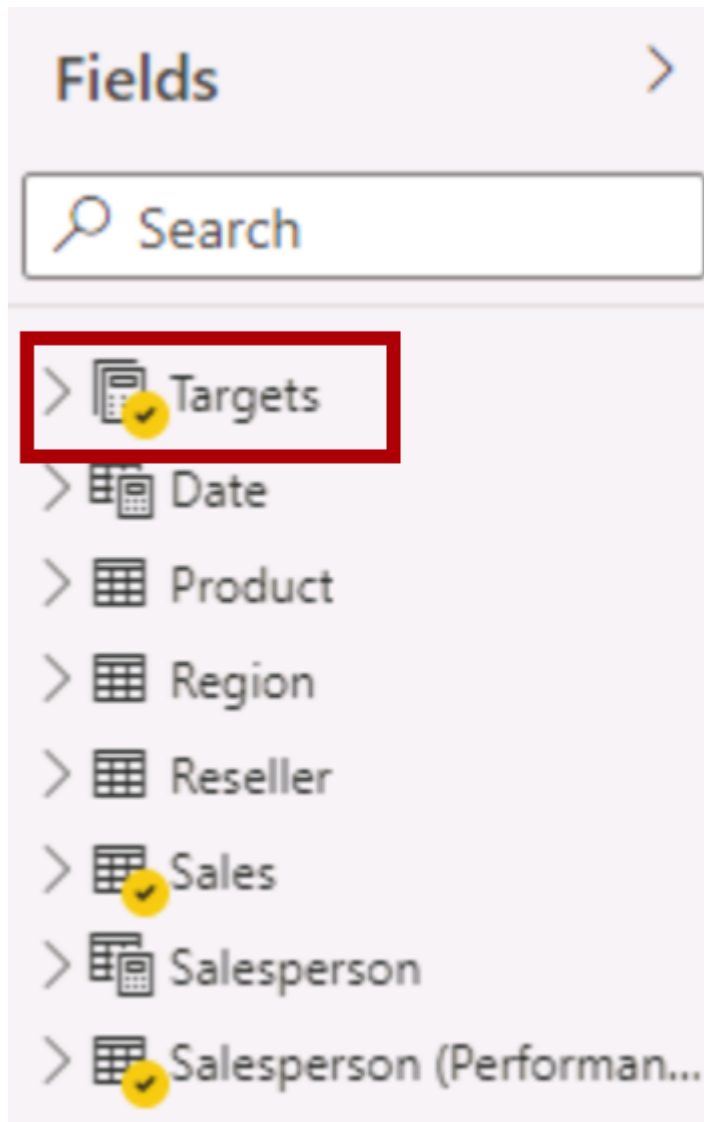 Fields
Search
Targets
Date
Product
Region
Reseller
Sales
Salesperson
Salesperson (Performan...